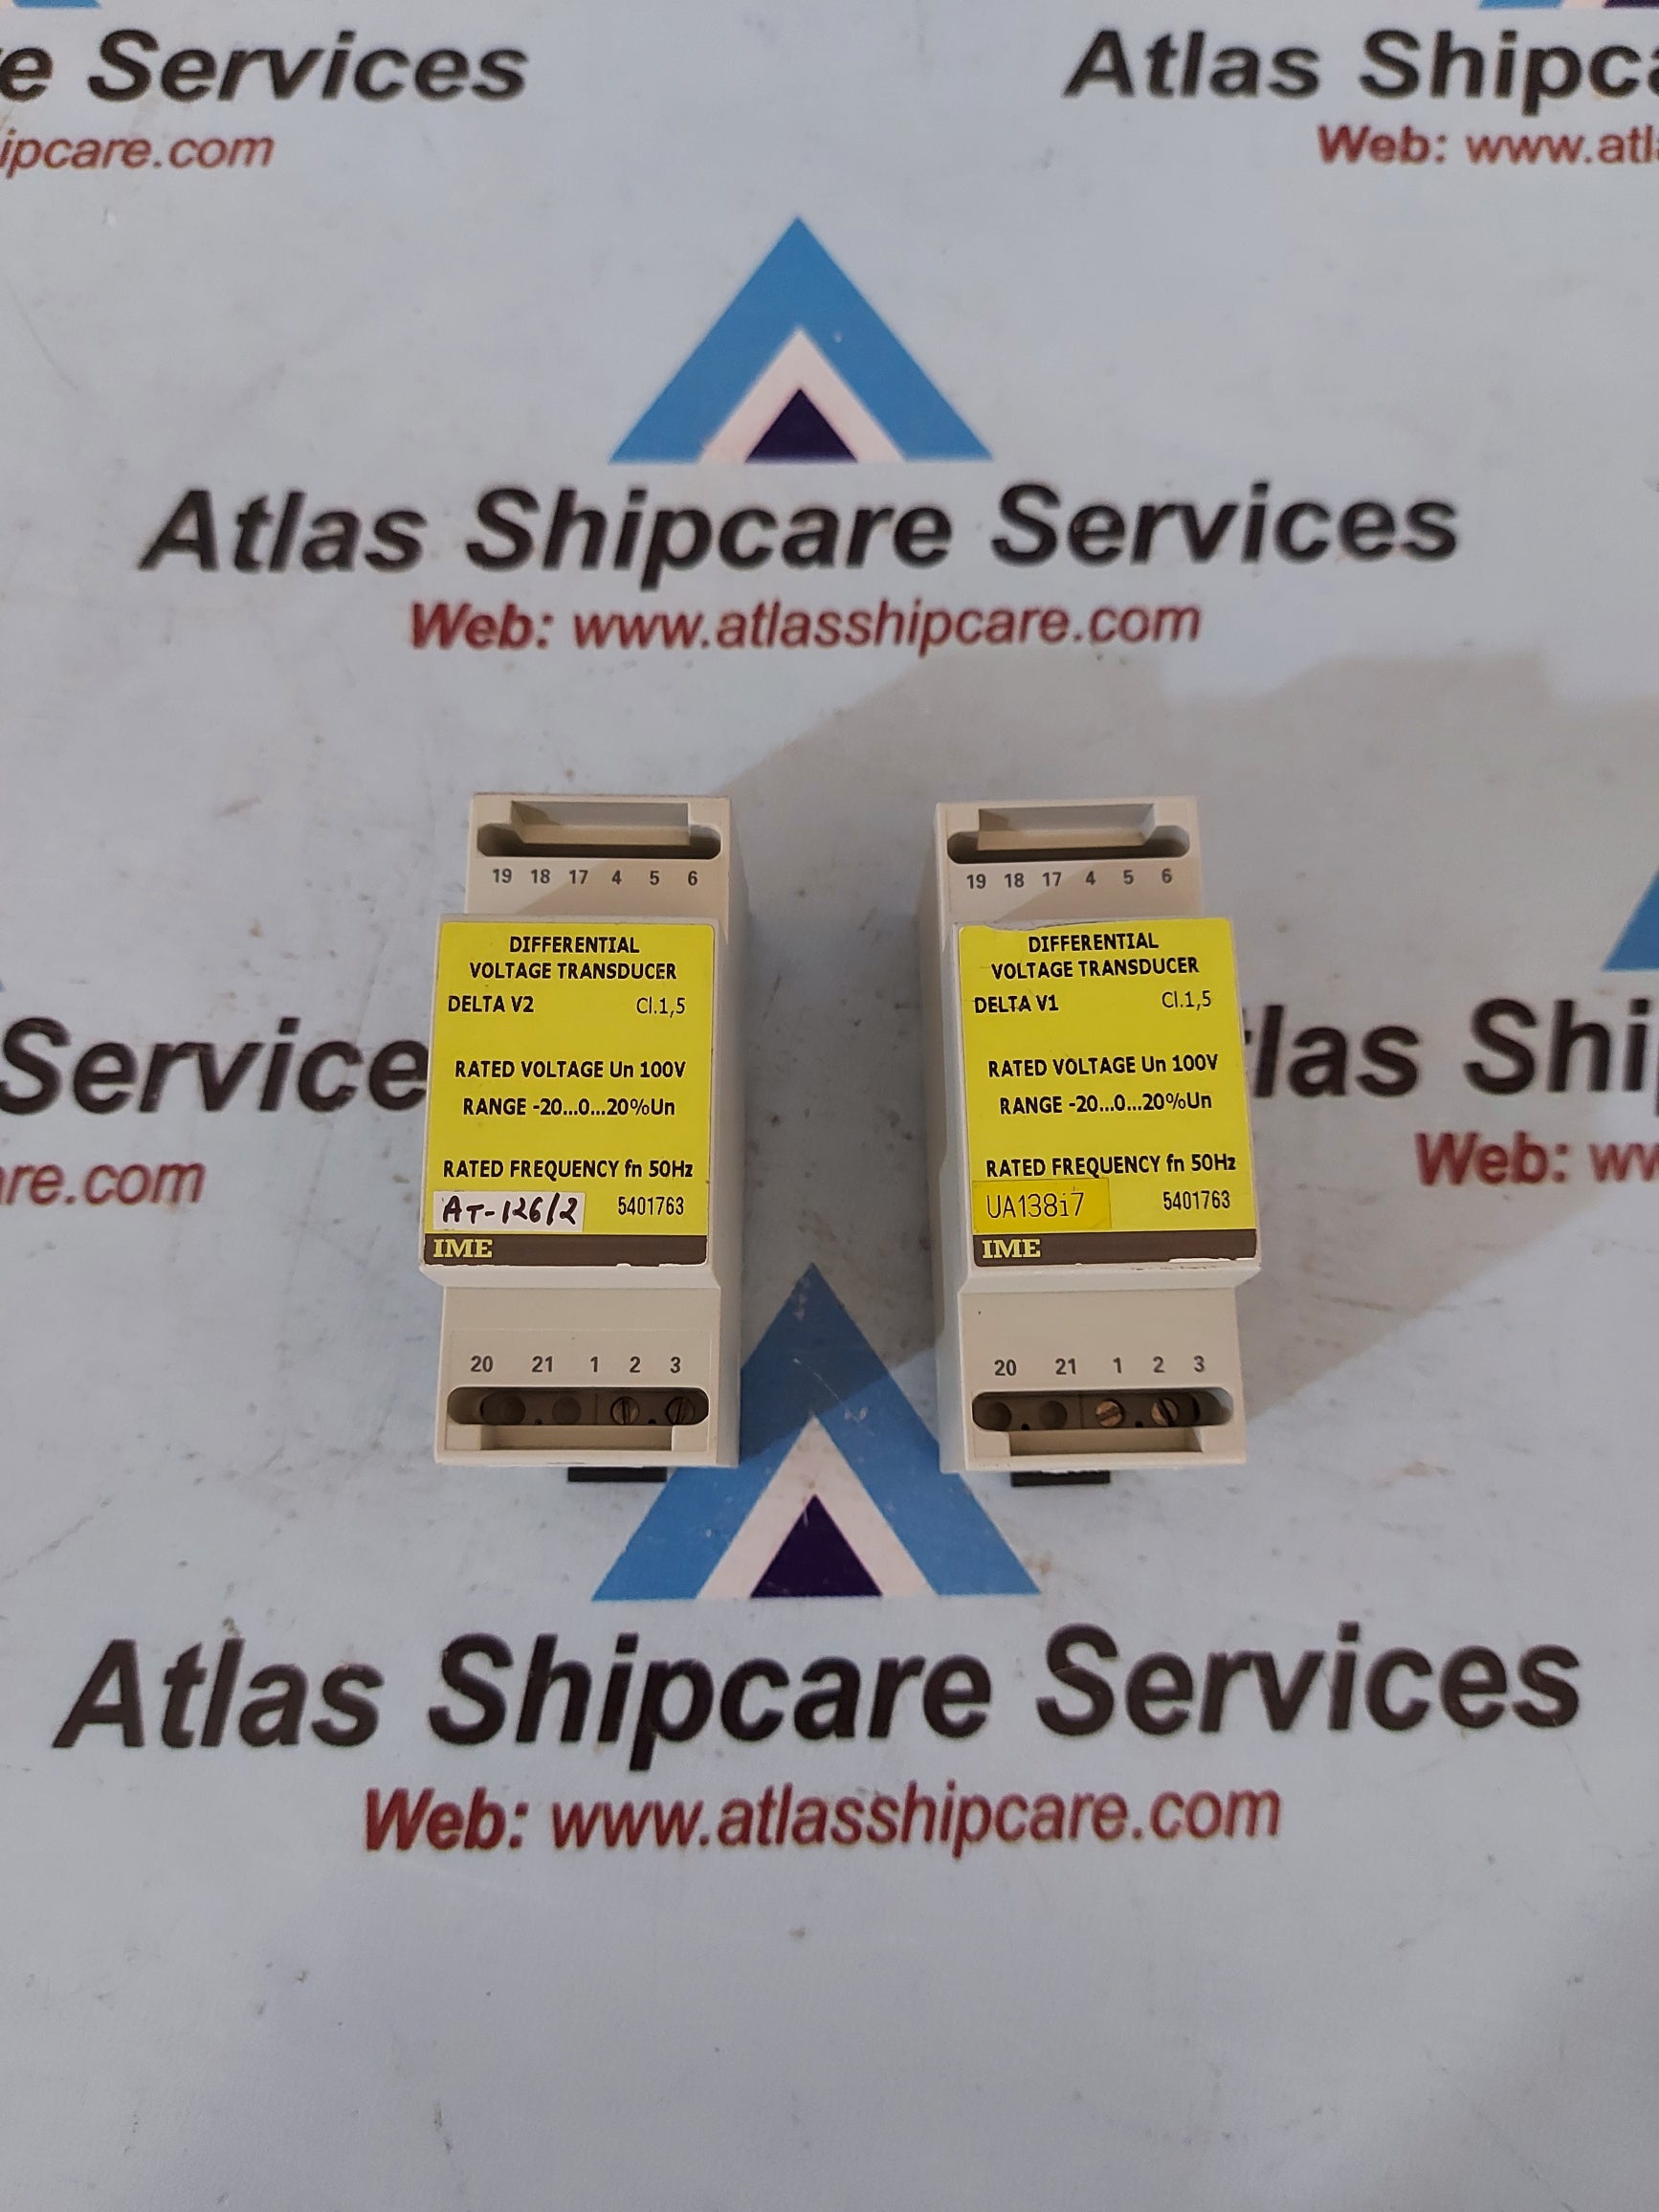 e Services
Atlas Shipca
ipcare.com
Web: www.atl
Atlas Shipcare Services
Web: www.atlasshipcare.com
19 18 17 4 5 6
DIFFERENTIAL
VOLTAGE TRANSDUCER
DELTA V2 Cl.1,5
RATED VOLTAGE Un 100V
RANGE -20...0...20%Un
RATED FREQUENCY fn 50Hz
AT-126/2 5401763
IME
20 21 1 2 3
19 18 17 4 5 6
DIFFERENTIAL
VOLTAGE TRANSDUCER
DELTA V1 Cl.1,5
RATED VOLTAGE Un 100V
RANGE -20...0...20%Un
RATED FREQUENCY fn 50Hz
UA138i7 5401763
IME
20 21 1 2 3
Service
tlas Ship
re.com
Web: ww
Atlas Shipcare Services
Web: www.atlasshipcare.com